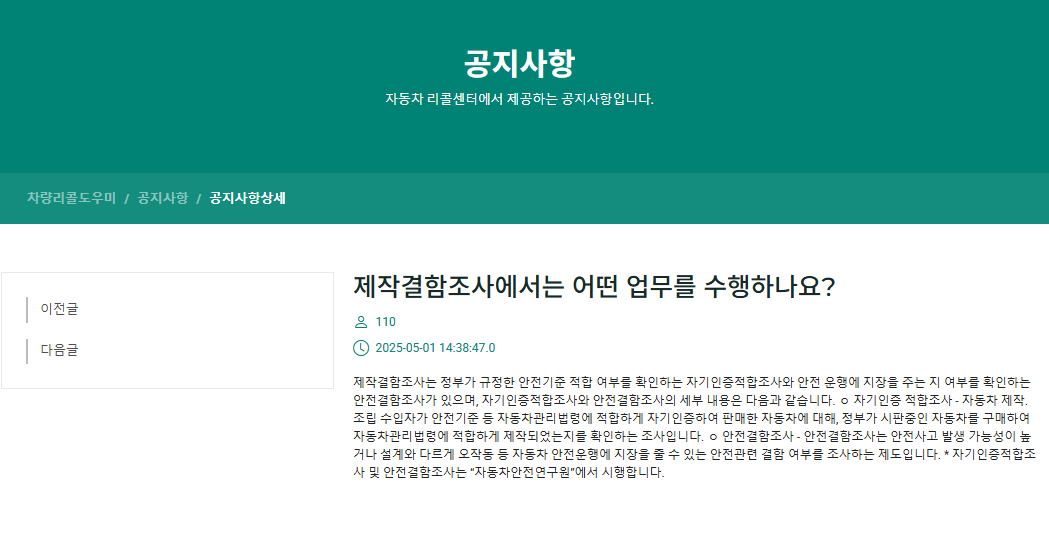 공지사항
자동차 리콜센터에서 제공하는 공지사항입니다.
차량리콜도우미 / 공지사항 / 공지사항상세
이전글
다음글
제작결함조사에서는 어떤 업무를 수행하나요?
110
2025-05-01 14:38:47.0
제작결함조사는 정부가 규정한 안전기준 적합 여부를 확인하는 자기인증적합조사와 안전 운행에 지장을 주는 지 여부를 확인하는
안전결함조사가 있으며, 자기인증적합조사와 안전결함조사의 세부 내용은 다음과 같습니다. ㅇ 자기인증 적합조사 - 자동차 제작.
조립 수입자가 안전기준 등 자동차관리법령에 적합하게 자기인증하여 판매한 자동차에 대해, 정부가 시판중인 자동차를 구매하여
자동차관리법령에 적합하게 제작되었는지를 확인하는 조사입니다. ㅇ 안전결함조사 - 안전결함조사는 안전사고 발생 가능성이 높
거나 설계와 다르게 오작동 등 자동차 안전운행에 지장을 줄 수 있는 안전관련 결함 여부를 조사하는 제도입니다. * 자기인증적합조
사 및 안전결함조사는 “자동차안전연구원”에서 시행합니다.